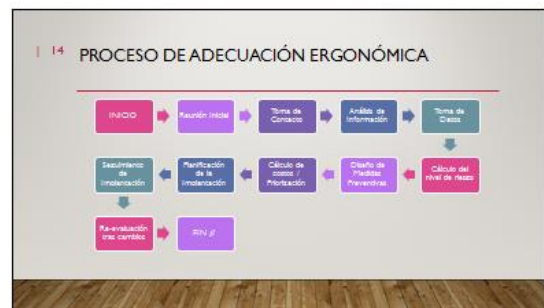 14
PROCESO DE ADECUACIÓN ERGONÓMICA
INICIO
Reunión Inicial
Toma de
Contacto
Análisis de
Información
Toma de
Datos
Cálculo del
nivel de riesgo
Diseño de
Medidas
Preventivas
Cálculo de
costos /
Priorización
Planificación
de la
Implantación
Seguimiento
de
Implantación
Re-evaluación
tras cambios
FIN